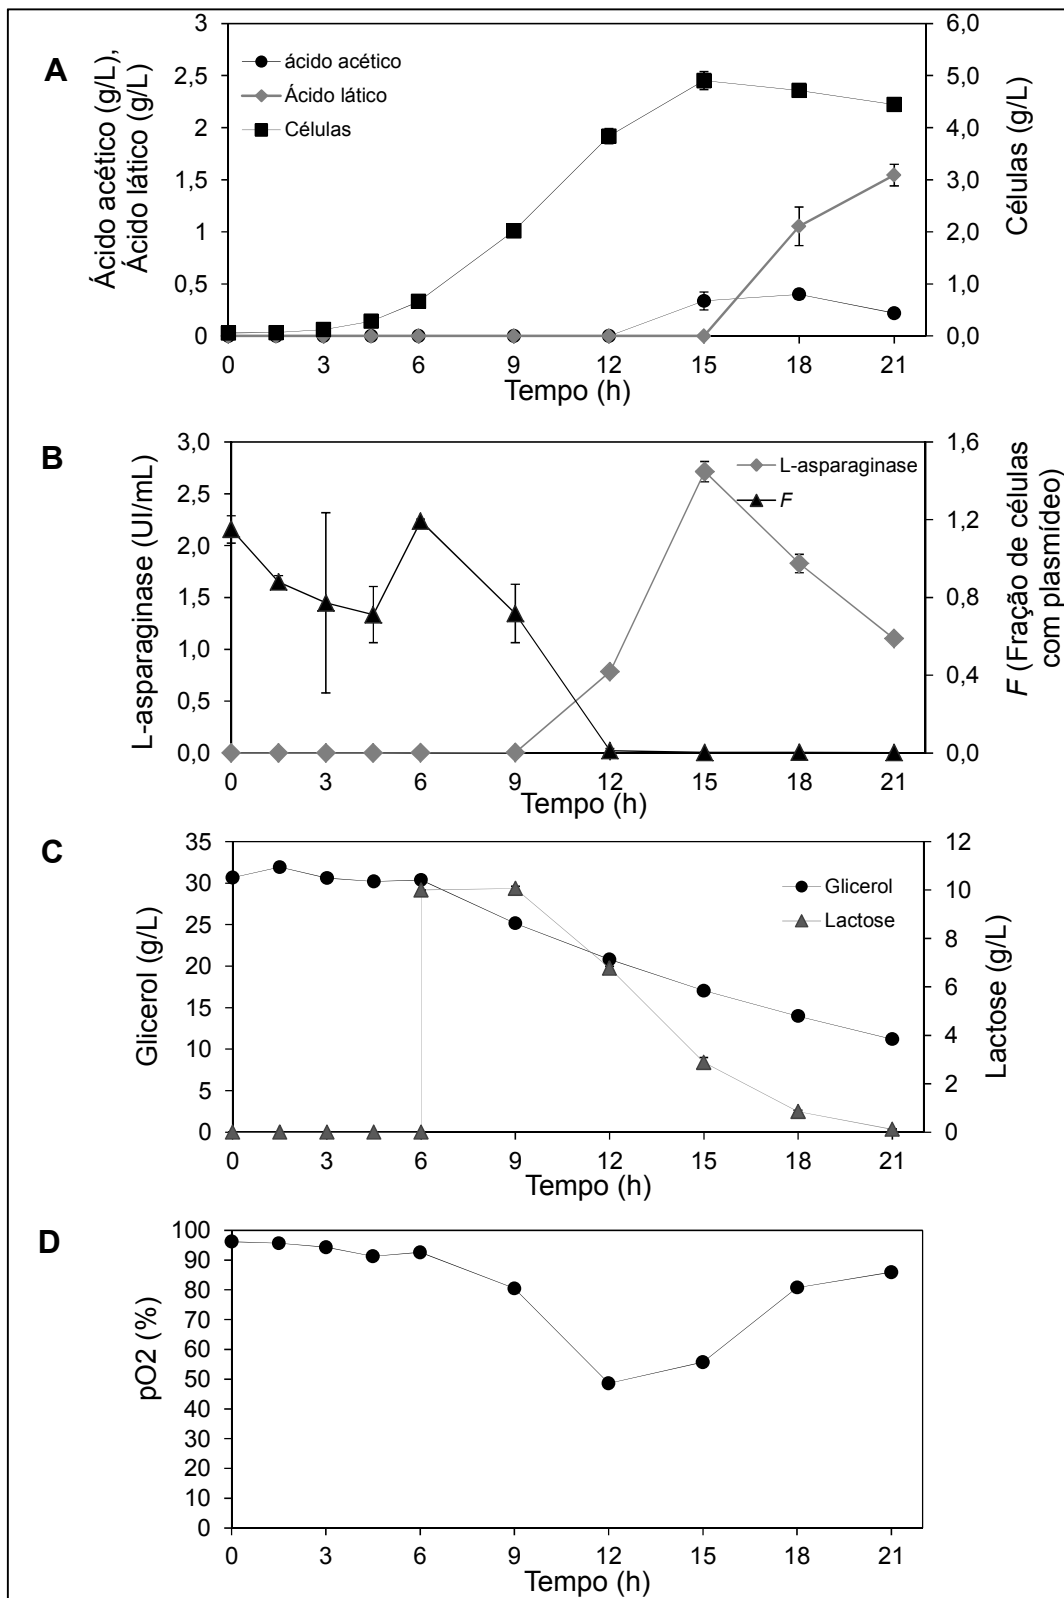 A
Ácido acético (g/L),
Ácido lático (g/L)
3
2,5
2
1,5
1
0,5
0
ácido acético
Ácido lático
Células
6,0
5,0
4,0
3,0
2,0
1,0
0,0
Células (g/L)
0 3 6 9 12 15 18 21
Tempo (h)
B
L-asparaginase (UI/mL)
3,0
2,5
2,0
1,5
1,0
0,5
0,0
L-asparaginase
F
1,6
1,2
0,8
0,4
0,0
F (Fração de células
com plasmídeo)
0 3 6 9 12 15 18 21
Tempo (h)
C
Glicerol (g/L)
35
30
25
20
15
10
5
0
Glicerol
Lactose
12
10
8
6
4
2
0
Lactose (g/L)
0 3 6 9 12 15 18 21
Tempo (h)
D
pO2 (%)
100
90
80
70
60
50
40
30
20
10
0
0 3 6 9 12 15 18 21
Tempo (h)